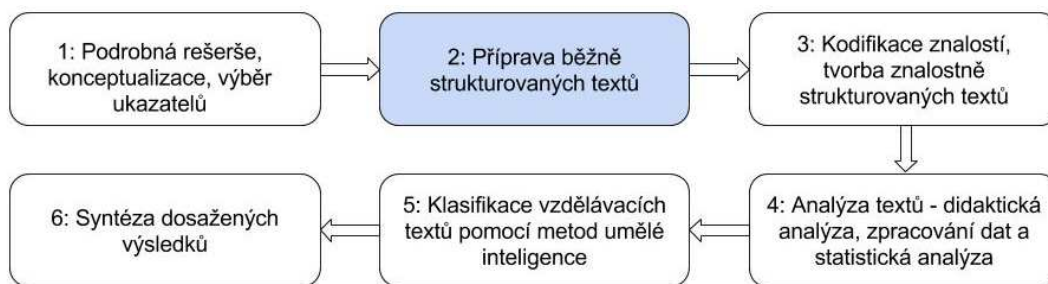 1: Podrobná rešerše,
konceptualizace, výběr
ukazatelů
2: Příprava běžně
strukturovaných textů
3: Kodifikace znalostí,
tvorba znalostně
strukturovaných textů
4: Analýza textů - didaktická
analýza, zpracování dat a
statistická analýza
5: Klasifikace vzdělávacích
textů pomocí metod umělé
inteligence
6: Syntéza dosažených
výsledků